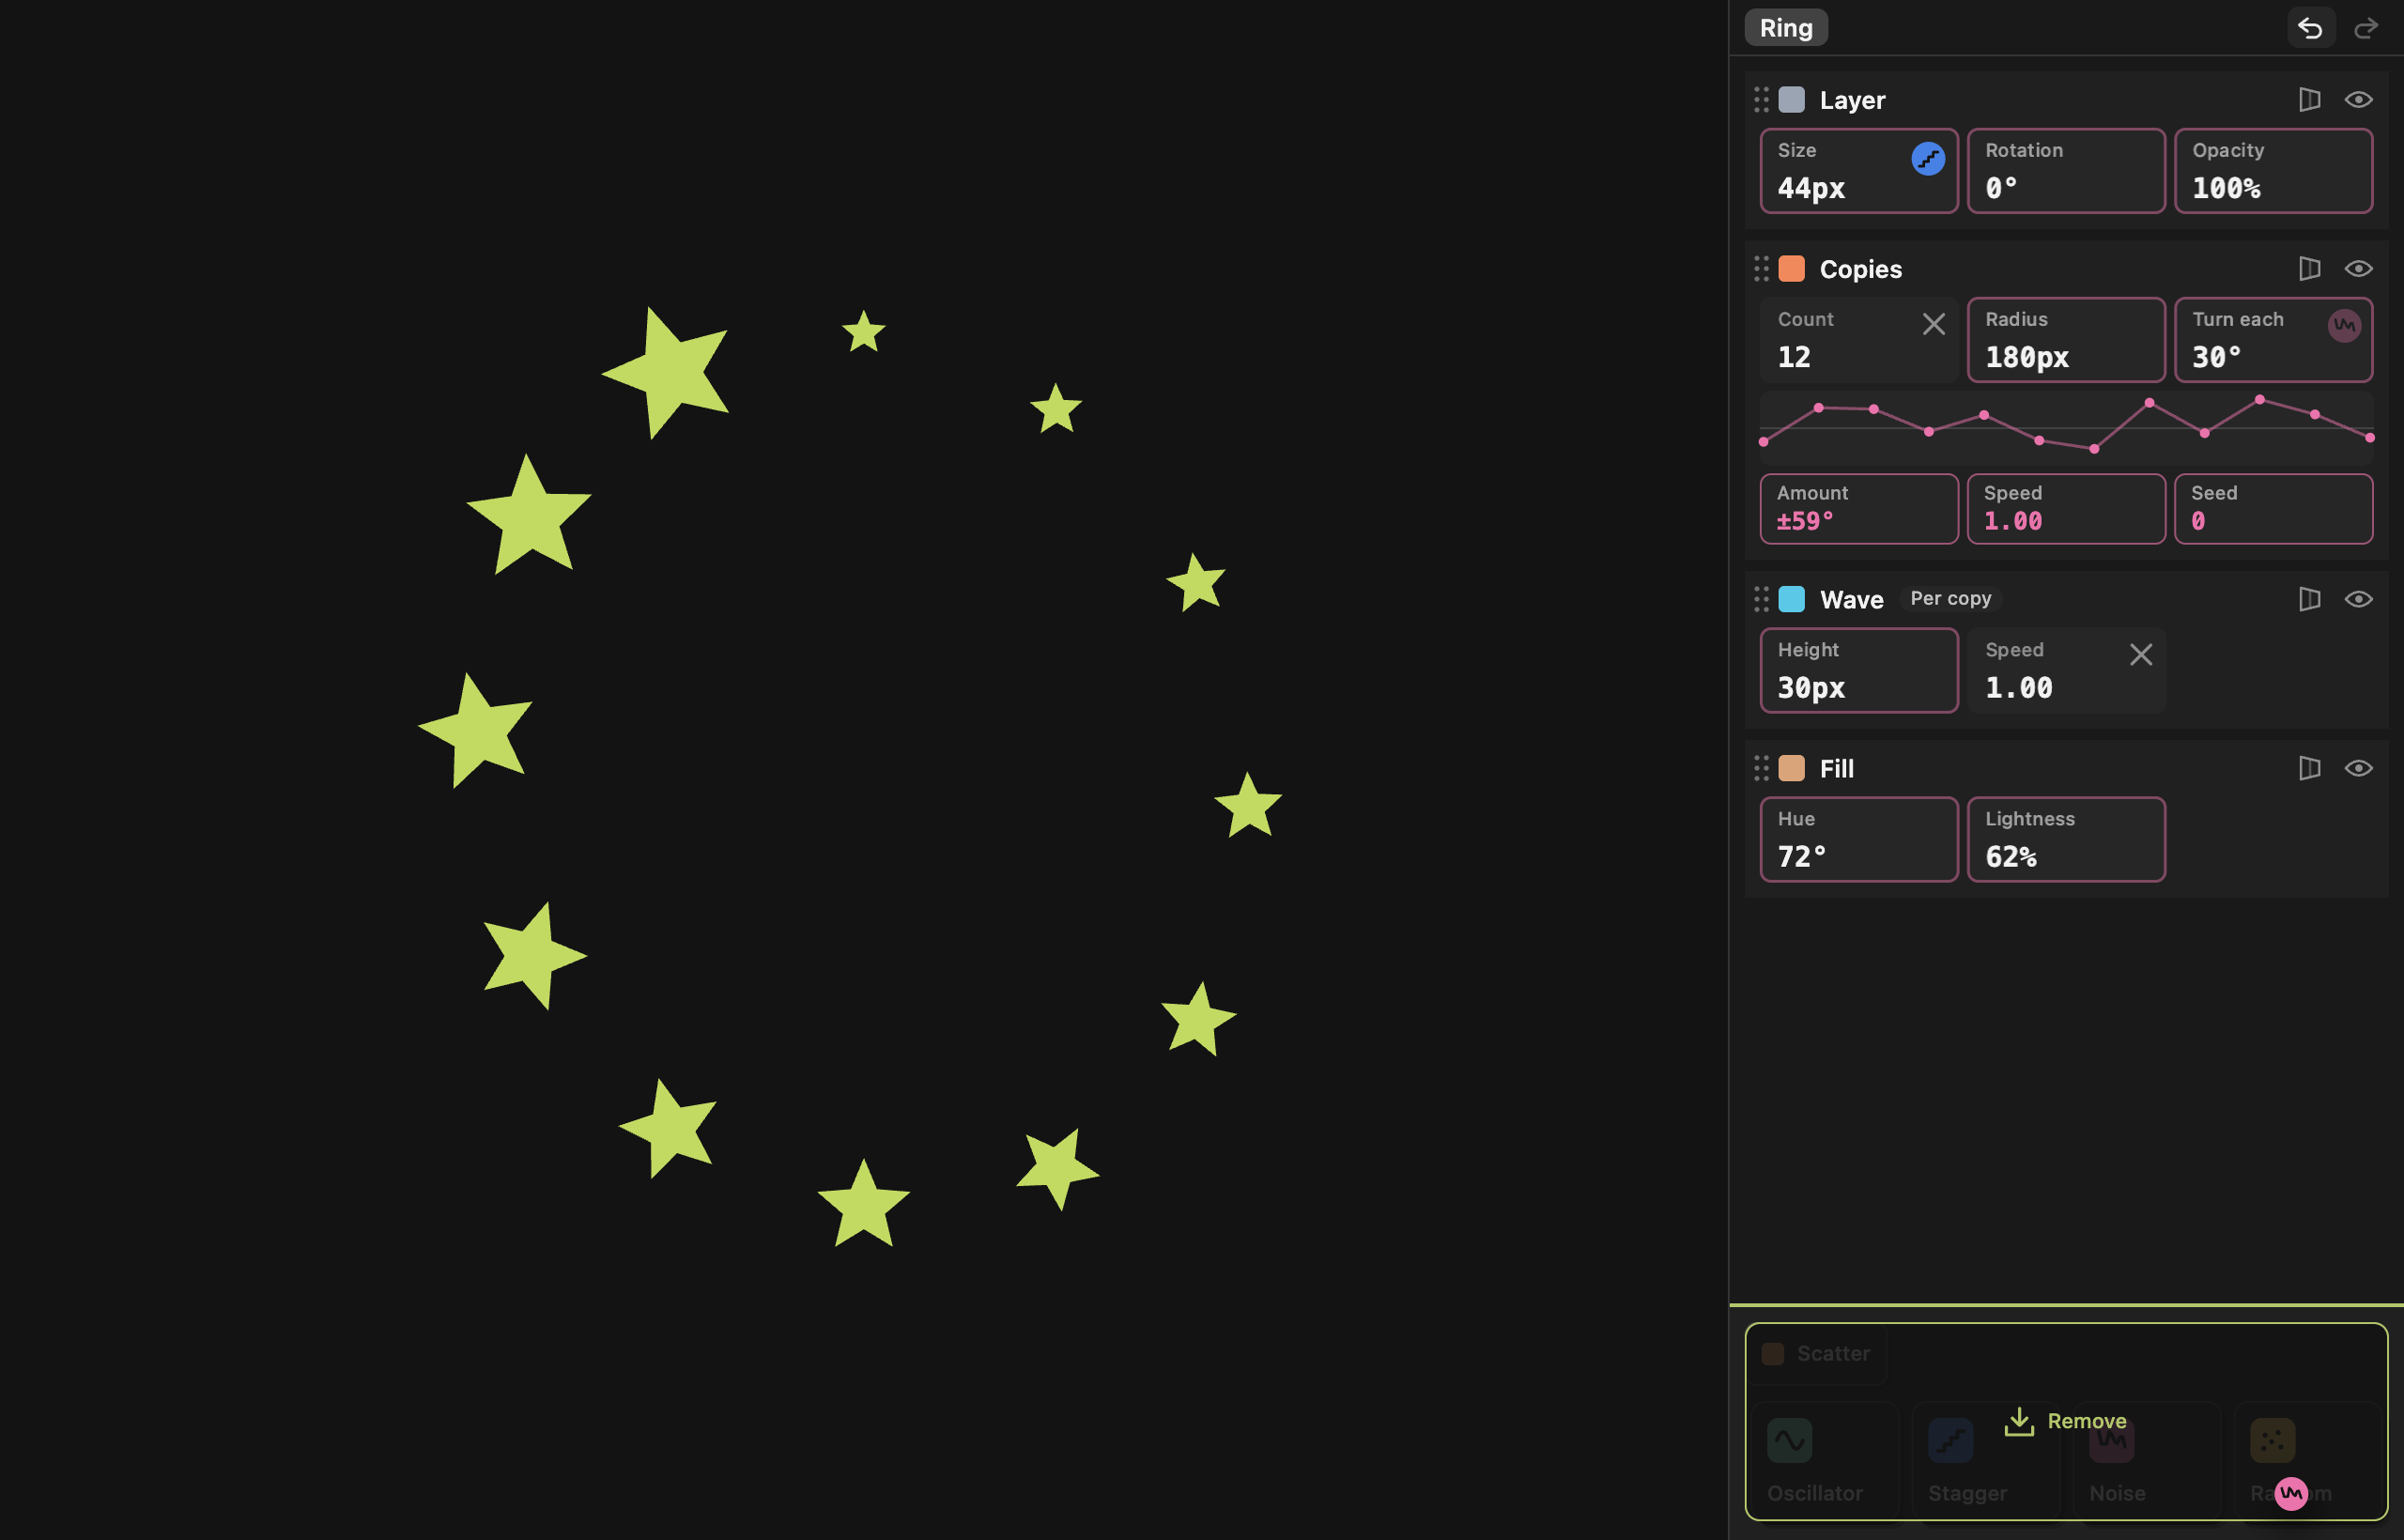 Ring
Layer
Size
Rotation
Opacity
44px
0°
100%
Copies
Count
Radius
Turn each
12
180px
30°
Amount
Speed
Seed
±59°
1.00
0
Wave Per copy
Height
Speed
30px
1.00
Fill
Hue
Lightness
72°
62%
Scatter
Remove
Oscillator
Stagger
Noise